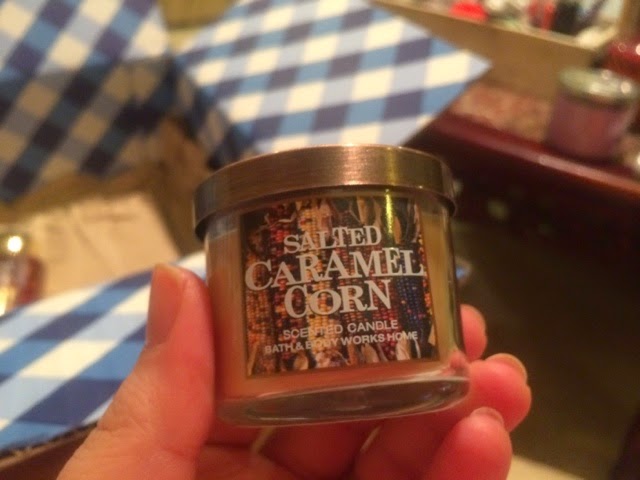 SALTED
CARAMEL
CORN
SCENTED CANDLE
BATH & BODY WORKS HOME